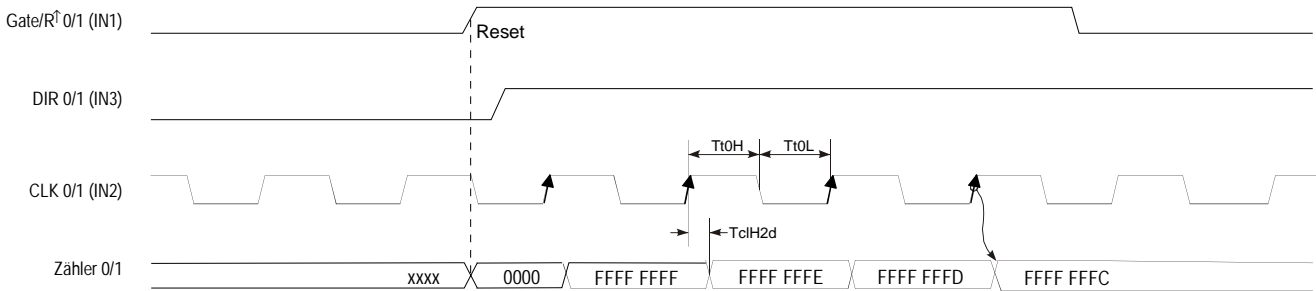 Gate/R↑ 0/1 (IN1)
Reset
DIR 0/1 (IN3)
Tt0H Tt0L
CLK 0/1 (IN2)
TclH2d
Zähler 0/1 xxxx 0000 FFFF FFFF FFFF FFFE FFFF FFFD FFFF FFFC